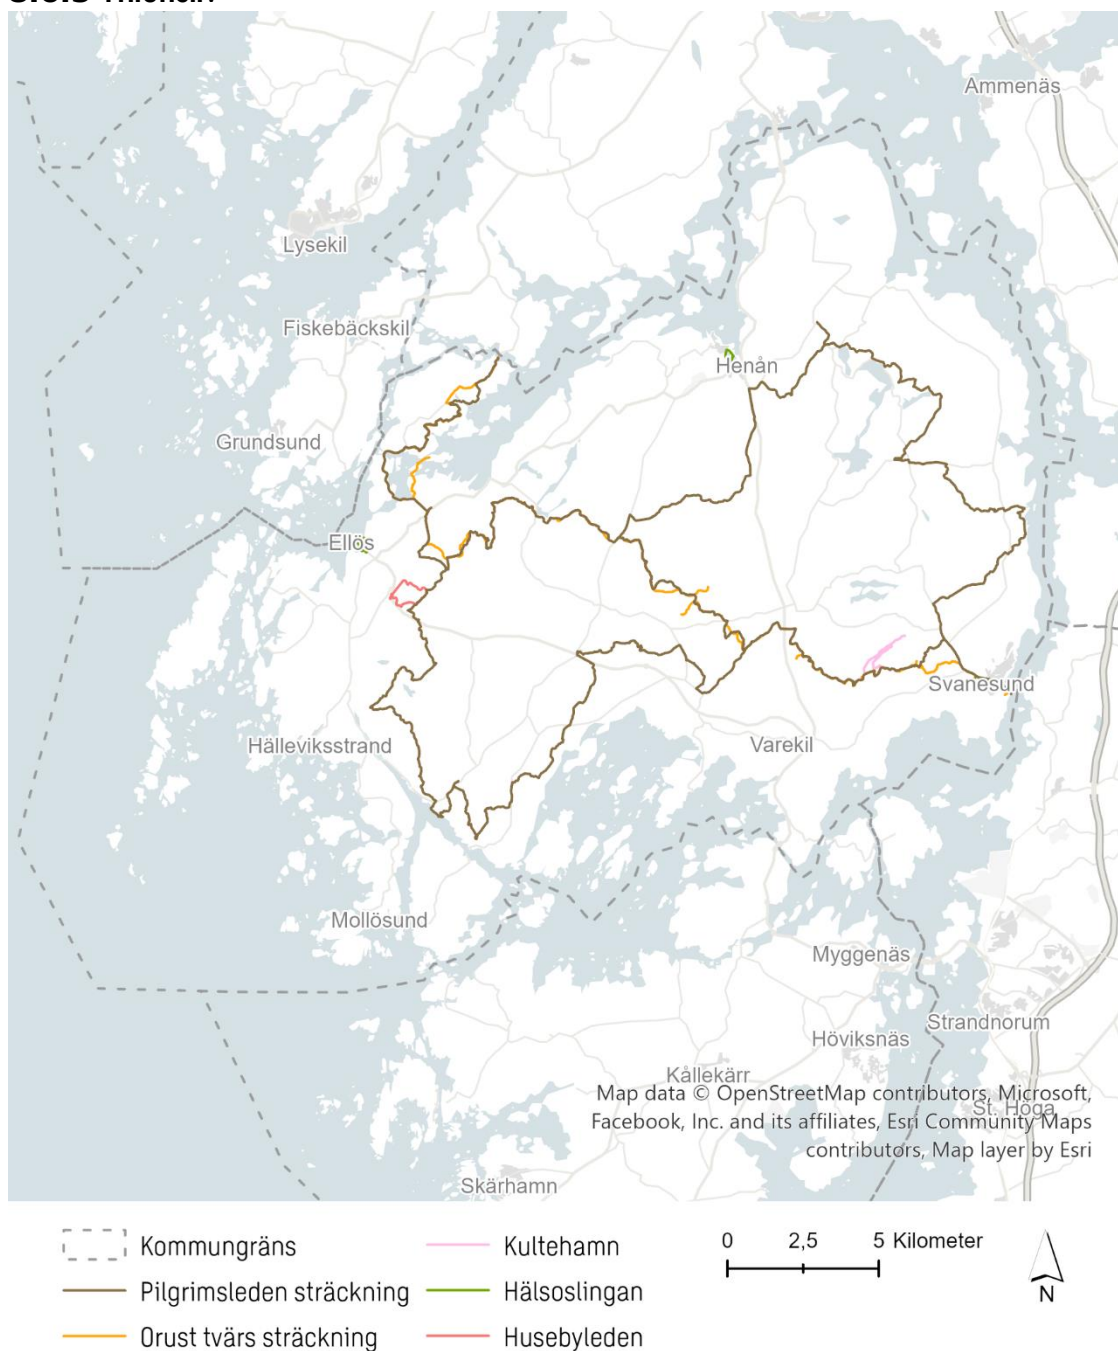 Ammenäs
Lysekil
Fiskebäckskil
Henån
Grundsund
Ellös
Svanesund
Hälleviksstrand
Varekil
Mollösund
Myggenäs
Strandnorum
Höviksnäs
Kållekärr
Map data © OpenStreetMap contributors, Microsoft,
St. Höga
Facebook, Inc. and its affiliates, Esri Community Maps
contributors, Map layer by Esri
Skärhamn
Kommungräns
Pilgrimsleden sträckning
Orust tvärs sträckning
Kultehamn
Hälsoslingan
Husebyleden
0 2,5 5 Kilometer
N